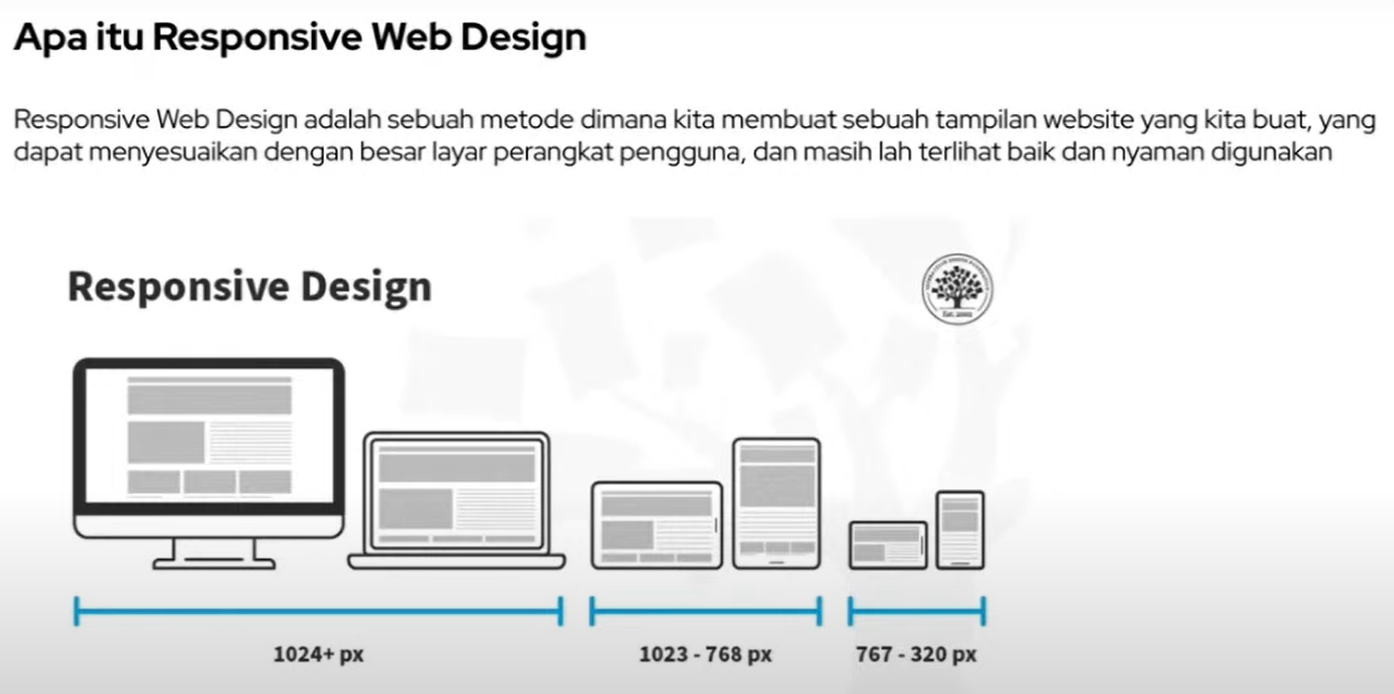 Apa itu Responsive Web Design
Responsive Web Design adalah sebuah metode dimana kita membuat sebuah tampilan website yang kita buat, yang
dapat menyesuaikan dengan besar layar perangkat pengguna, dan masih lah terlihat baik dan nyaman digunakan
Responsive Design
Est. 2002
1024+ px
1023 - 768 px
767 - 320 px